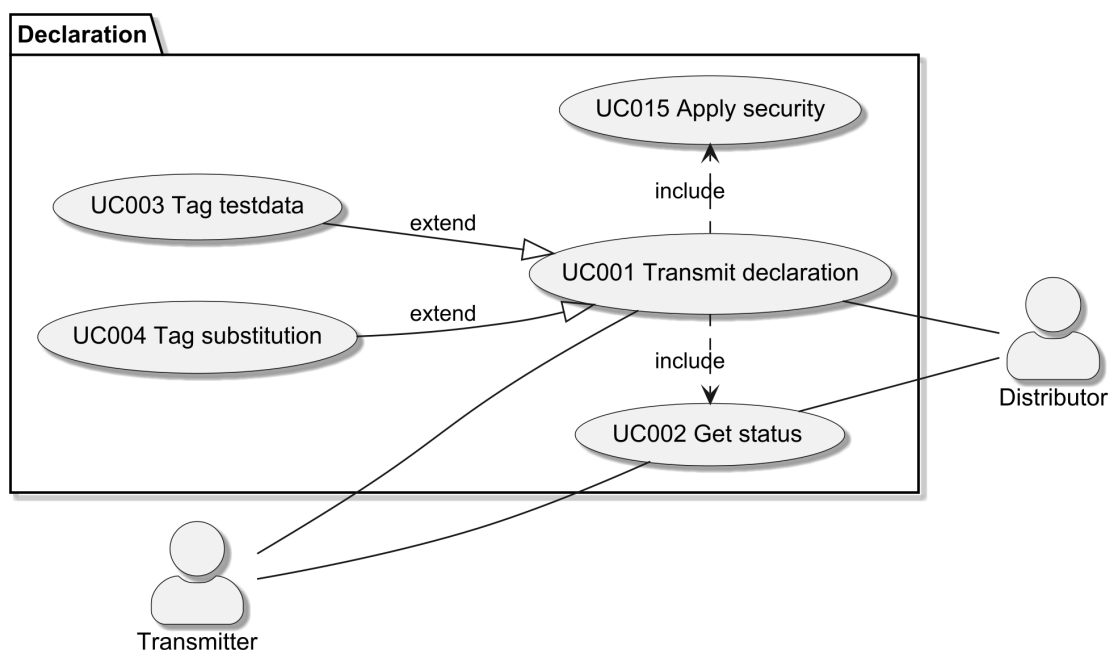 Declaration
UC015 Apply security
include
UC003 Tag testdata
extend
UC001 Transmit declaration
extend
UC004 Tag substitution
include
Distributor
UC002 Get status
Transmitter